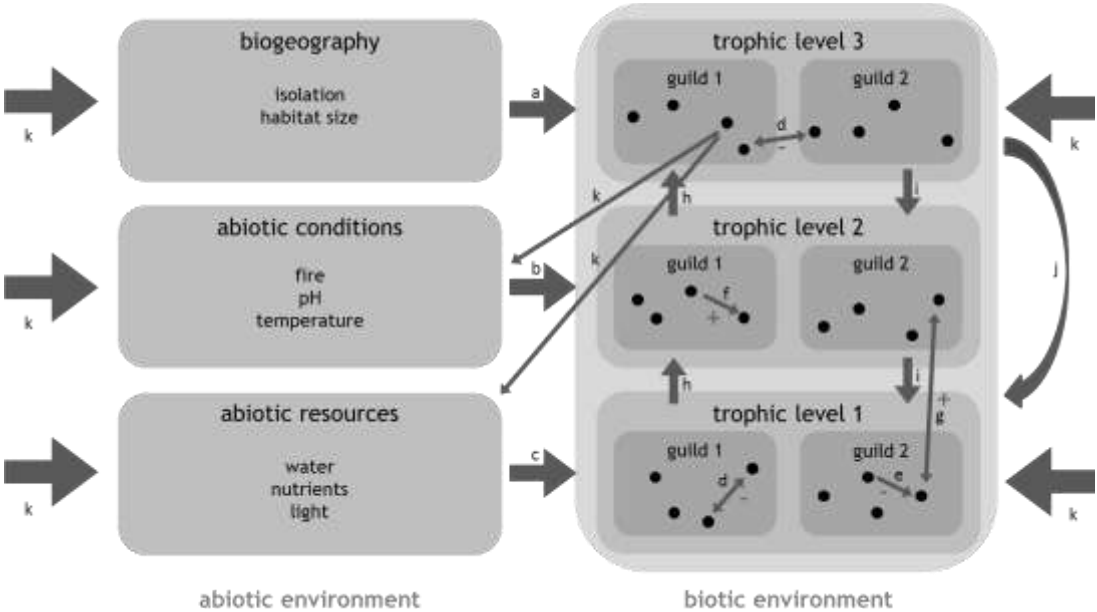 biogeography
isolation
habitat size
k
a
abiotic conditions
fire
pH
temperature
k
b
abiotic resources
water
nutrients
light
k
c
abiotic environment
trophic level 3
guild 1
guild 2
d
-
k
k
h
i
k
j
trophic level 2
guild 1
guild 2
f
+
h
i
+
g
trophic level 1
guild 1
guild 2
d
-
e
-
k
biotic environment